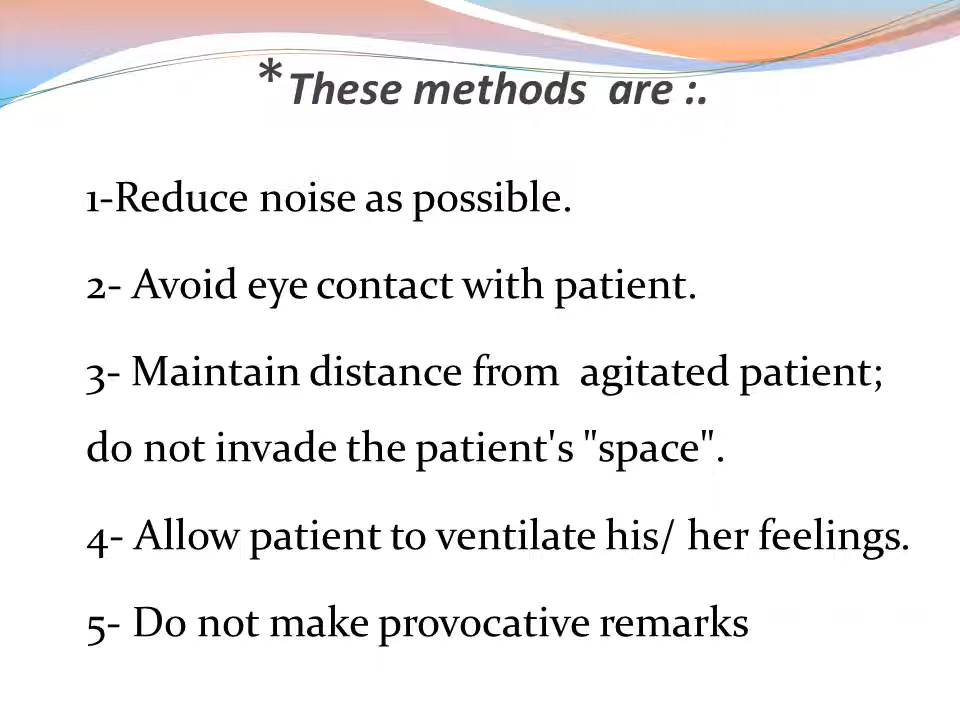 *These methods  are :.
1-Reduce noise as possible.
2- Avoid eye contact with patient.
3- Maintain distance from  agitated patient;
do not invade the patient's "space".
4- Allow patient to ventilate his/ her feelings.
5- Do not make provocative remarks